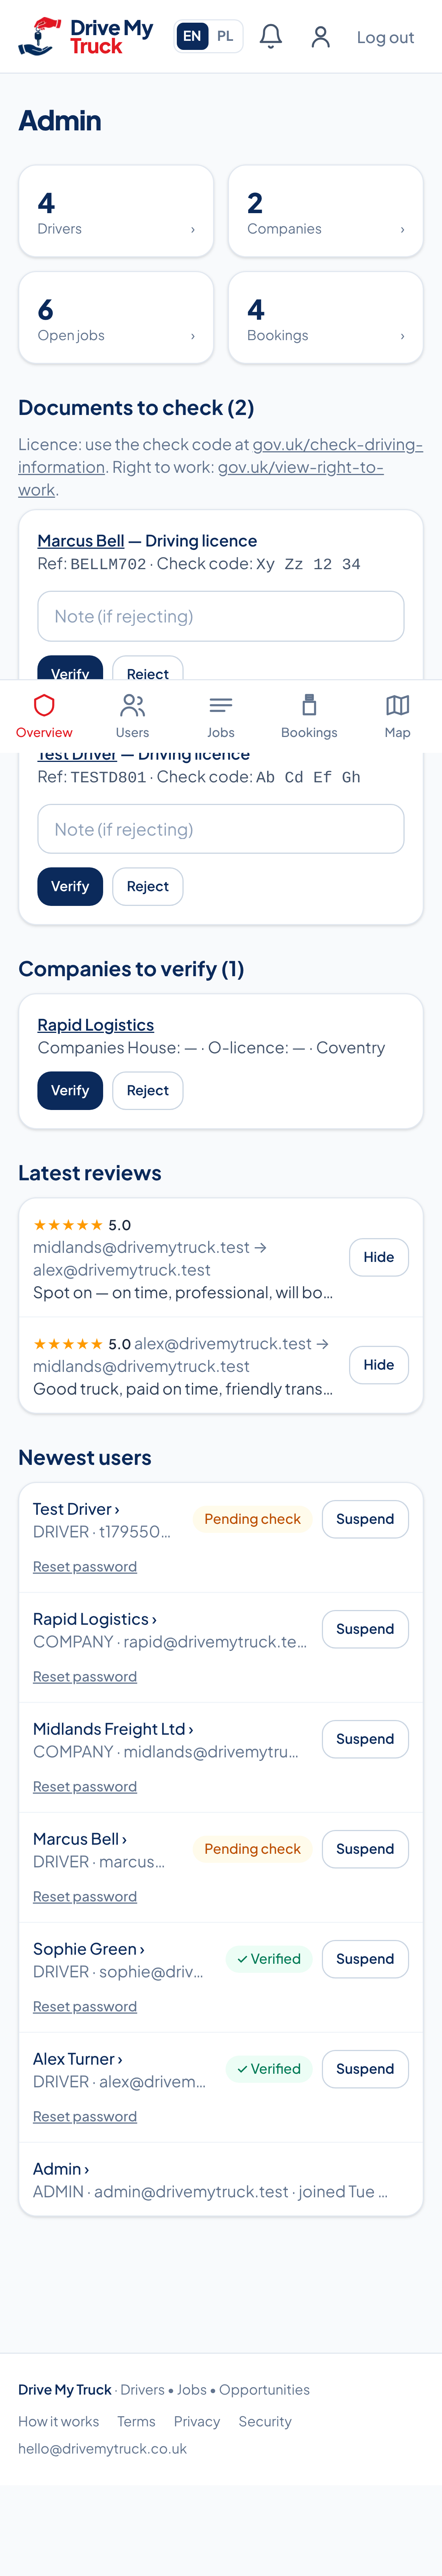 Drive My
Truck
EN PL
Log out
Admin
4
Drivers ›
2
Companies ›
6
Open jobs ›
4
Bookings ›
Documents to check (2)
Licence: use the check code at gov.uk/check-driving-
information. Right to work: gov.uk/view-right-to-
work.
Marcus Bell — Driving licence
Ref: BELLM702 · Check code: Xy Zz 12 34
Note (if rejecting)
Verify Reject
Overview Users Jobs Bookings Map
Test Driver — Driving licence
Ref: TESTD801 · Check code: Ab Cd Ef Gh
Note (if rejecting)
Verify Reject
Companies to verify (1)
Rapid Logistics
Companies House: — · O-licence: — · Coventry
Verify Reject
Latest reviews
★★★★★ 5.0
midlands@drivemytruck.test →
alex@drivemytruck.test
Spot on — on time, professional, will bo…
Hide
★★★★★ 5.0 alex@drivemytruck.test →
midlands@drivemytruck.test
Good truck, paid on time, friendly trans…
Hide
Newest users
Test Driver ›
DRIVER · t179550…
Pending check Suspend
Reset password
Rapid Logistics ›
COMPANY · rapid@drivemytruck.te…
Suspend
Reset password
Midlands Freight Ltd ›
COMPANY · midlands@drivemytru…
Suspend
Reset password
Marcus Bell ›
DRIVER · marcus…
Pending check Suspend
Reset password
Sophie Green ›
DRIVER · sophie@driv…
✓ Verified Suspend
Reset password
Alex Turner ›
DRIVER · alex@drivem…
✓ Verified Suspend
Reset password
Admin ›
ADMIN · admin@drivemytruck.test · joined Tue …
Drive My Truck · Drivers • Jobs • Opportunities
How it works Terms Privacy Security
hello@drivemytruck.co.uk